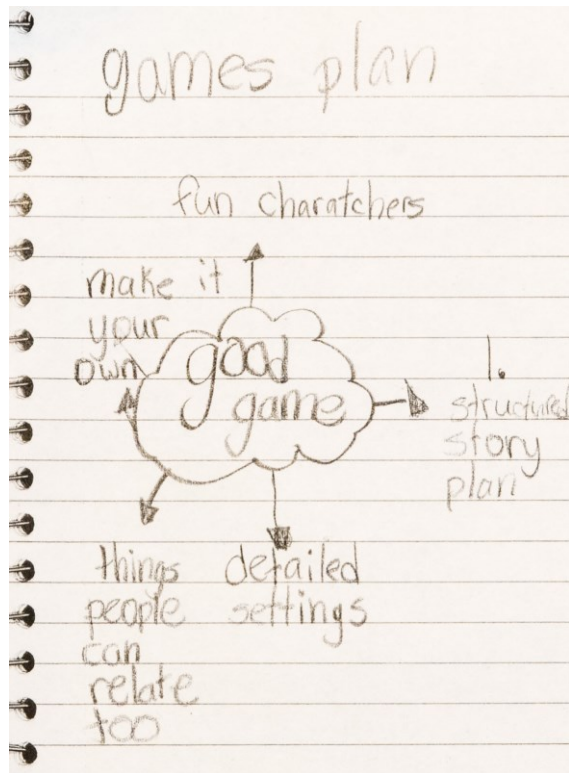 games plan
fun charatchers
make it
your
own
good
game
1.
structured
story
plan
things
people
can
relate
too
detailed
settings